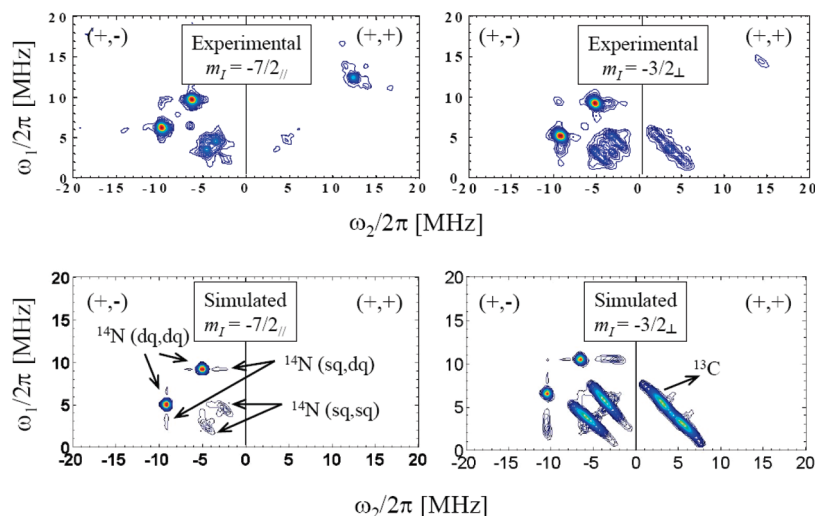 (+,-) Experimental (+,+)
m_I = -7/2//
20
15
10
5
0
-20 -15 -10 -5 0 5 10 15 20
ω1/2π [MHz]
(+,-) Experimental (+,+)
m_I = -3/2⊥
20
15
10
5
0
-20 -15 -10 -5 0 5 10 15 20
ω2/2π [MHz]
(+,-) Simulated (+,+)
m_I = -7/2//
14N (dq,dq)
14N (sq,dq)
14N (sq,sq)
20
15
10
5
0
-20 -15 -10 -5 0 5 10 15 20
ω1/2π [MHz]
(+,-) Simulated (+,+)
m_I = -3/2⊥
13C
20
15
10
5
0
-20 -15 -10 -5 0 5 10 15 20
ω2/2π [MHz]